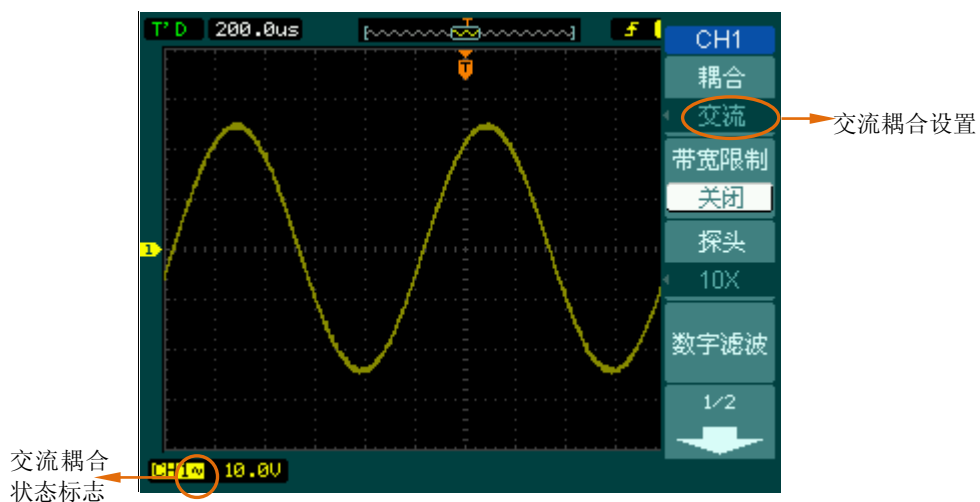 T'D 200.0us
T
CH1
耦合
交流
交流耦合设置
带宽限制
关闭
T
探头
1
10X
数字滤波
1/2
交流耦合
状态标志
CH1~ 10.0V